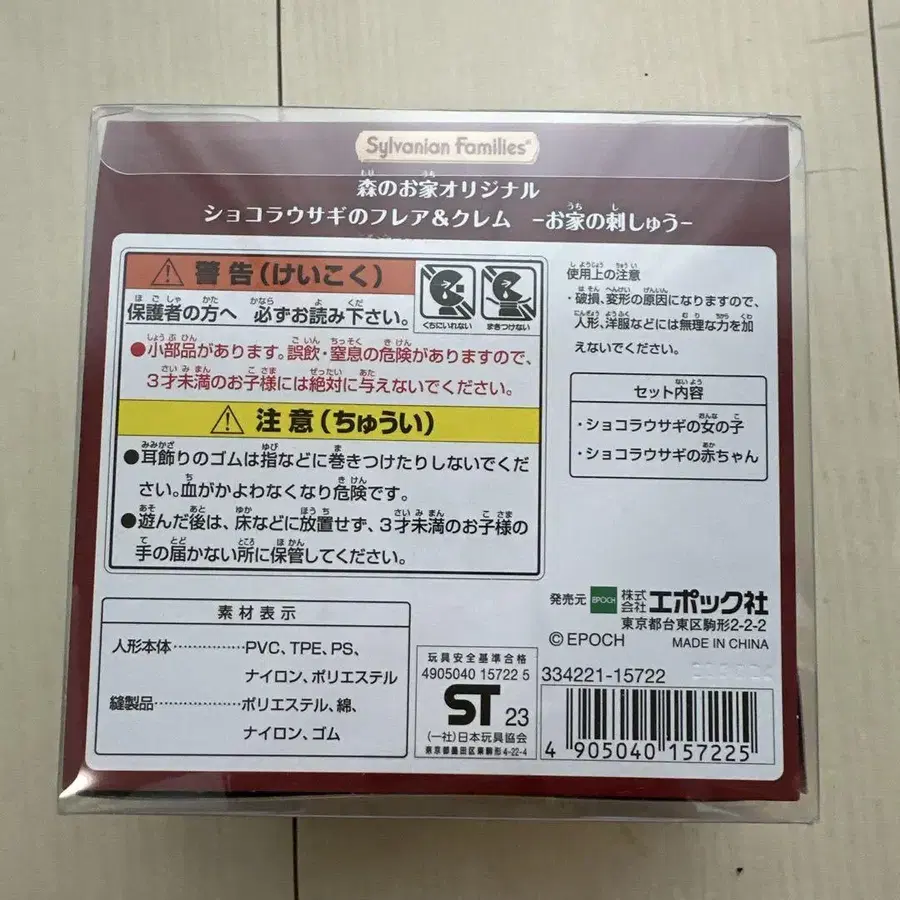 Sylvanian Families®
森のお家オリジナル
ショコラウサギのフレア&クレム －お家の刺しゅう－
警告(けいこく)
保護者の方へ 必ずお読み下さい。
くちにいれない
まきつけない
●小部品があります。誤飲・窒息の危険がありますので、
3才未満のお子様には絶対に与えないでください。
注意(ちゅうい)
●耳飾りのゴムは指などに巻きつけたりしないでくだ
さい。血がかよわなくなり危険です。
●遊んだ後は、床などに放置せず、3才未満のお子様の
手の届かない所に保管してください。
使用上の注意
・破損、変形の原因になりますので、
人形、洋服などには無理な力を加
えないでください。
セット内容
・ショコラウサギの女の子
・ショコラウサギの赤ちゃん
素材表示
人形本体…………PVC、TPE、PS、
ナイロン、ポリエステル
縫製品…………ポリエステル、綿、
ナイロン、ゴム
発売元 EPOCH 株式会社エポック社
東京都台東区駒形2-2-2
©EPOCH MADE IN CHINA
玩具安全基準合格
4905040 15722 5
ST 23
(一社)日本玩具協会
東京都墨田区東駒形4-22-4
334221-15722
4 905040 157225